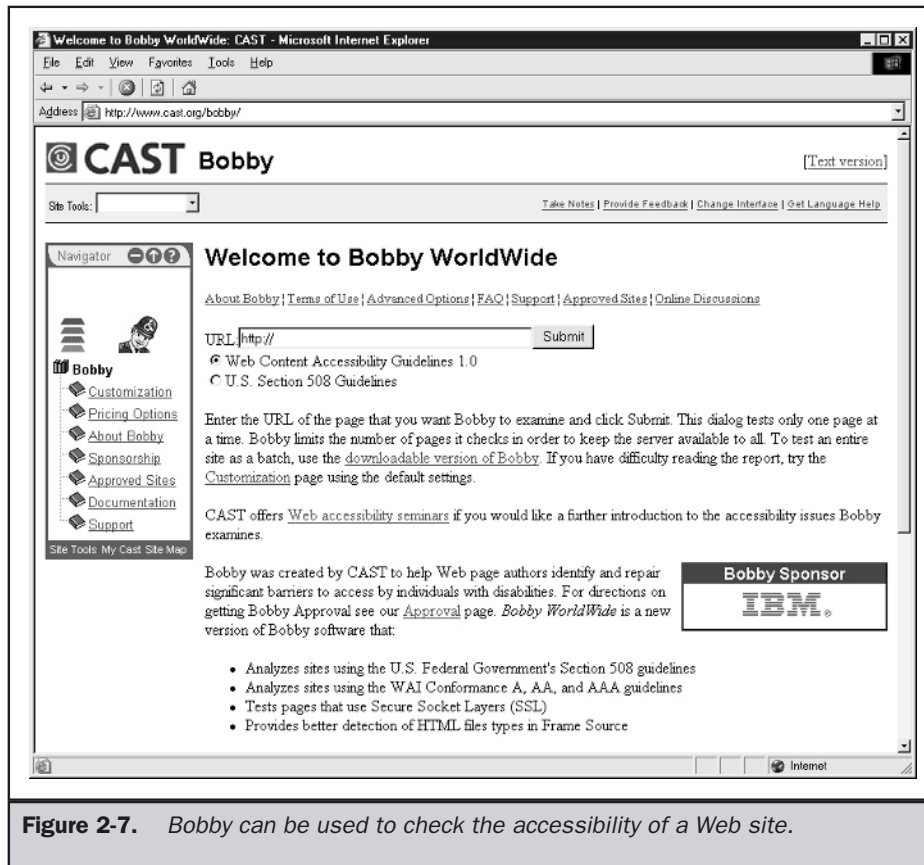 Welcome to Bobby WorldWide: CAST - Microsoft Internet Explorer
File Edit View Favorites Tools Help
Address http://www.cast.org/bobby/
CAST Bobby
[Text version]
Site Tools:
Take Notes | Provide Feedback | Change Interface | Get Language Help
Navigator
Bobby
Customization
Pricing Options
About Bobby
Sponsorship
Approved Sites
Documentation
Support
Site Tools My Cast Site Map
Welcome to Bobby WorldWide
About Bobby | Terms of Use | Advanced Options | FAQ | Support | Approved Sites | Online Discussions
URL: http:// Submit
Web Content Accessibility Guidelines 1.0
U.S. Section 508 Guidelines
Enter the URL of the page that you want Bobby to examine and click Submit. This dialog tests only one page at
a time. Bobby limits the number of pages it checks in order to keep the server available to all. To test an entire
site as a batch, use the downloadable version of Bobby. If you have difficulty reading the report, try the
Customization page using the default settings.
CAST offers Web accessibility seminars if you would like a further introduction to the accessibility issues Bobby
examines.
Bobby was created by CAST to help Web page authors identify and repair
significant barriers to access by individuals with disabilities. For directions on
getting Bobby Approval see our Approval page. Bobby WorldWide is a new
version of Bobby software that:
Bobby Sponsor
IBM®
• Analyzes sites using the U.S. Federal Government's Section 508 guidelines
• Analyzes sites using the WAI Conformance A, AA, and AAA guidelines
• Tests pages that use Secure Socket Layers (SSL)
• Provides better detection of HTML files types in Frame Source
Internet
Figure 2-7. Bobby can be used to check the accessibility of a Web site.